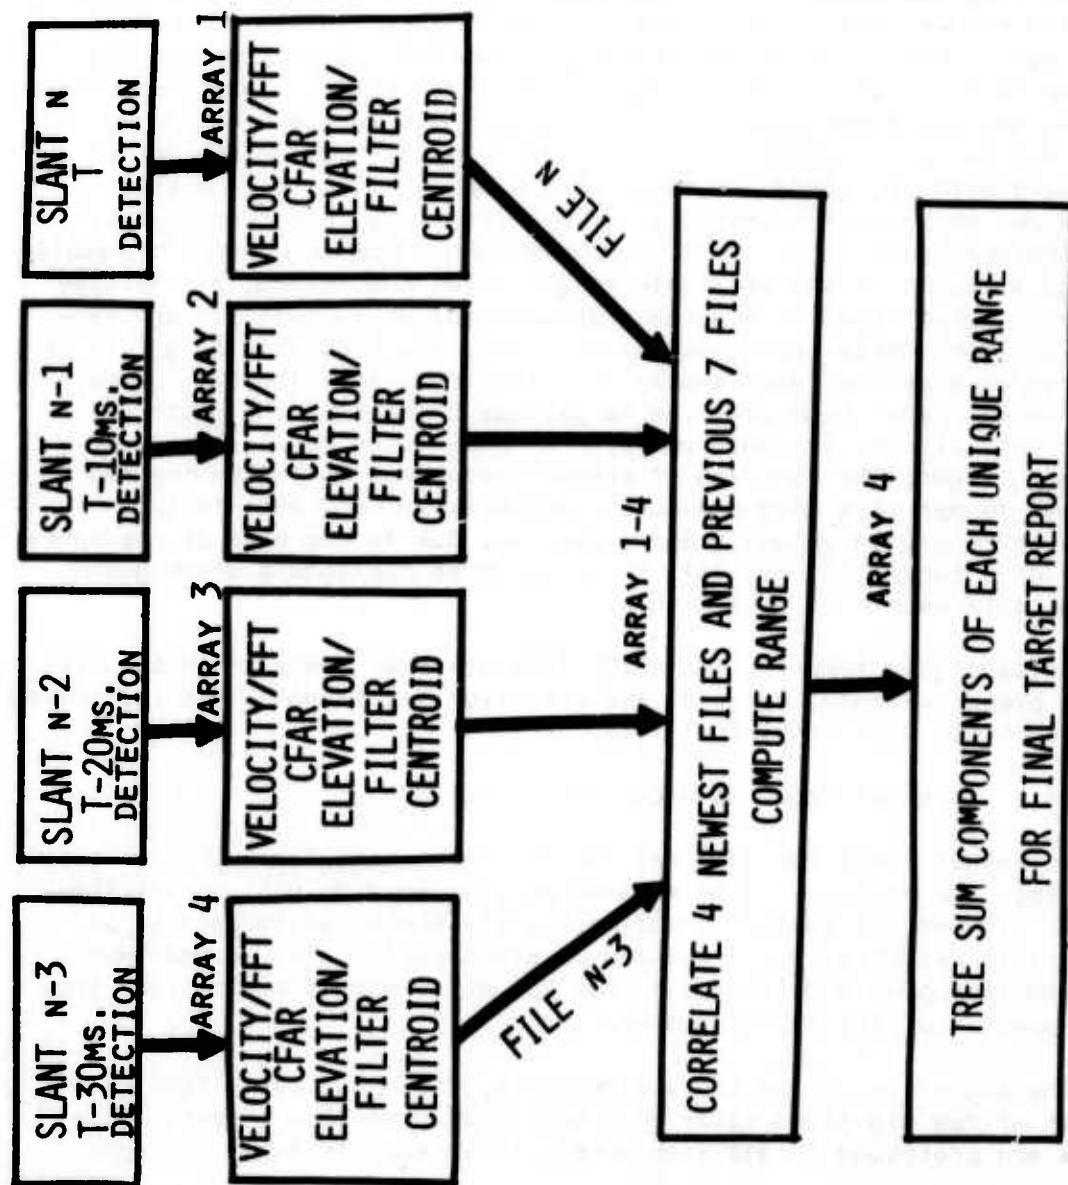 SLANT N-3
T-30MS.
DETECTION
ARRAY 4
VELOCITY/FFT
CFAR
ELEVATION/
FILTER
CENTROID
FILE N-3
SLANT N-2
T-20MS.
DETECTION
ARRAY 3
VELOCITY/FFT
CFAR
ELEVATION/
FILTER
CENTROID
SLANT N-1
T-10MS.
DETECTION
ARRAY 2
VELOCITY/FFT
CFAR
ELEVATION/
FILTER
CENTROID
SLANT N
T
DETECTION
ARRAY 1
VELOCITY/FFT
CFAR
ELEVATION/
FILTER
CENTROID
FILE N
ARRAY 1-4
CORRELATE 4 NEWEST FILES AND PREVIOUS 7 FILES
COMPUTE RANGE
ARRAY 4
TREE SUM COMPONENTS OF EACH UNIQUE RANGE
FOR FINAL TARGET REPORT